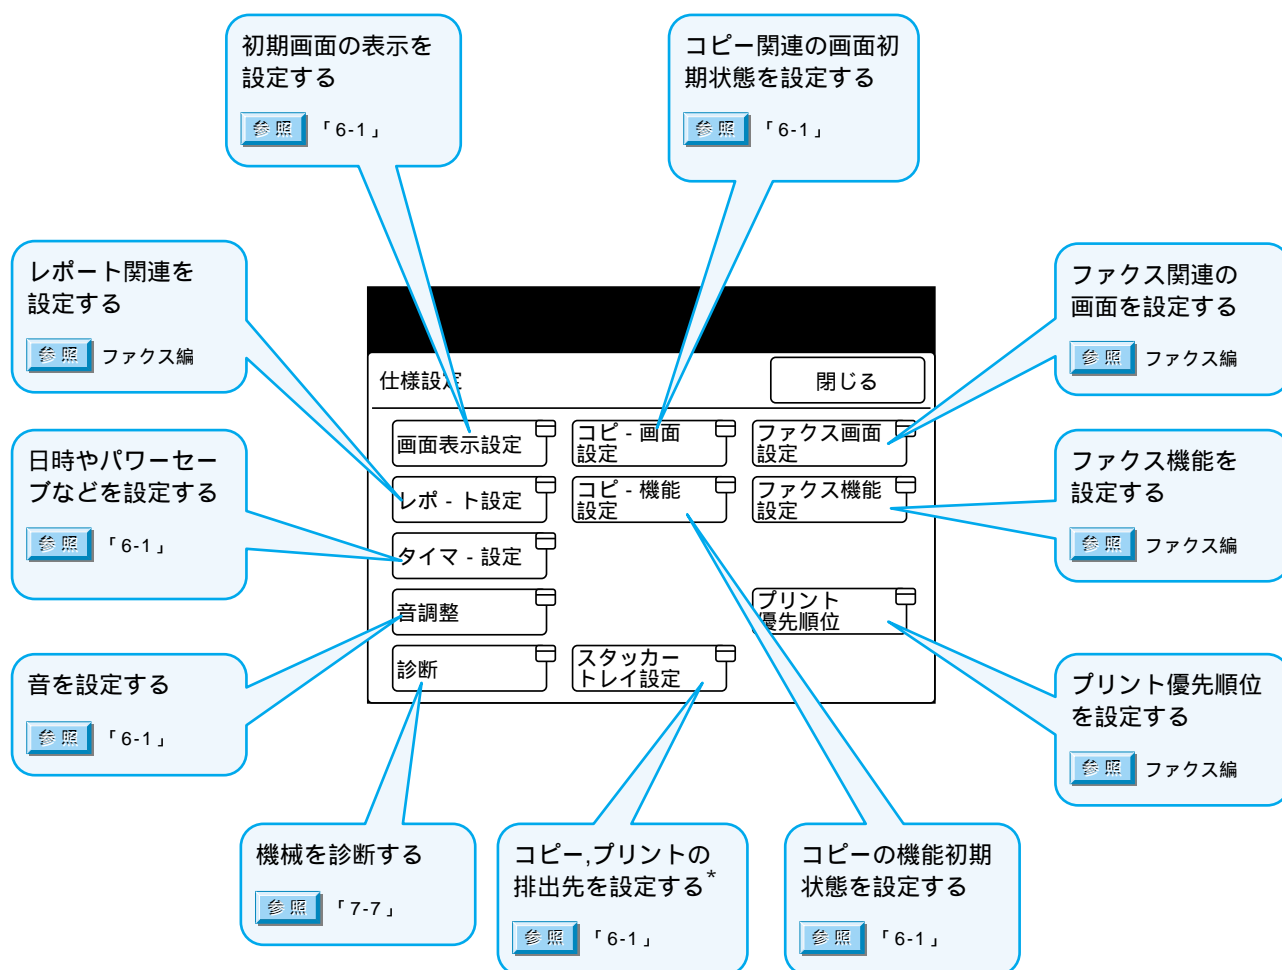 初期画面の表示を
設定する
参照 「6-1」
コピー関連の画面初
期状態を設定する
参照 「6-1」
レポート関連を
設定する
参照 ファクス編
ファクス関連の
画面を設定する
参照 ファクス編
仕様設定
閉じる
画面表示設定
コピ-画面
設定
ファクス画面
設定
レポ-ト設定
コピ-機能
設定
ファクス機能
設定
タイマ-設定
音調整
プリント
優先順位
診断
スタッカー
トレイ設定
日時やパワーセー
ブなどを設定する
参照 「6-1」
ファクス機能を
設定する
参照 ファクス編
音を設定する
参照 「6-1」
プリント優先順位
を設定する
参照 ファクス編
機械を診断する
参照 「7-7」
コピー,プリントの
排出先を設定する*
参照 「6-1」
コピーの機能初期
状態を設定する
参照 「6-1」